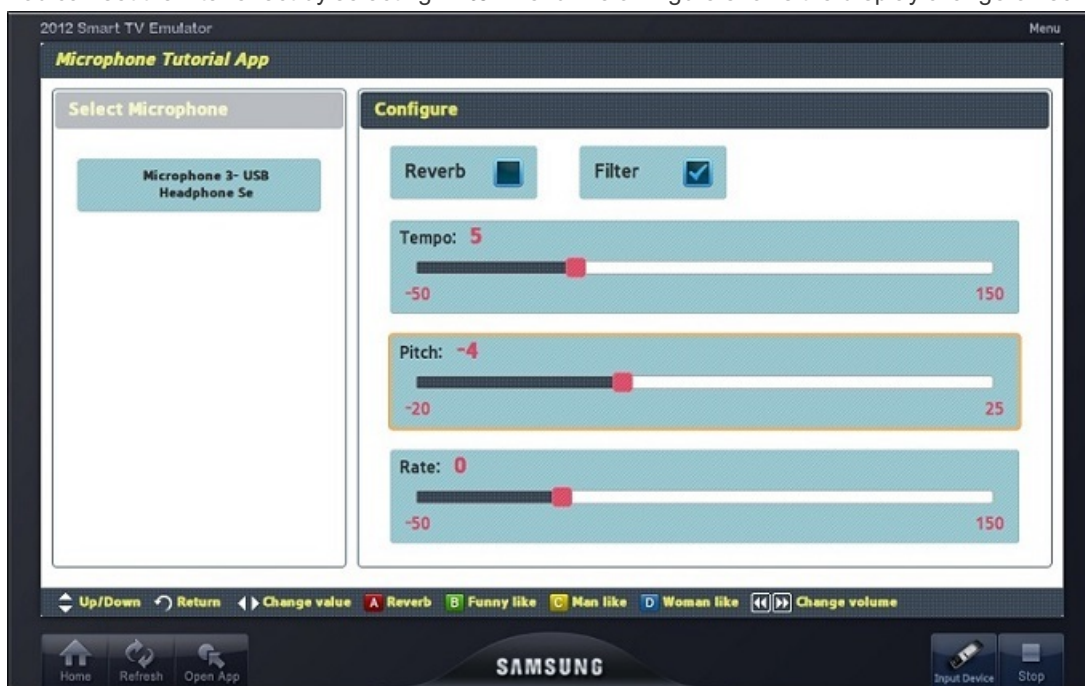 2012 Smart TV Emulator
Menu
Microphone Tutorial App
Select Microphone
Configure
Microphone 3- USB
Headphone Se
Reverb
Filter
Tempo: 5
-50
150
Pitch: -4
-20
25
Rate: 0
-50
150
Up/Down Return Change value A Reverb B Funny like C Man like D Woman like Change volume
Home Refresh Open App
SAMSUNG
Input Device Stop